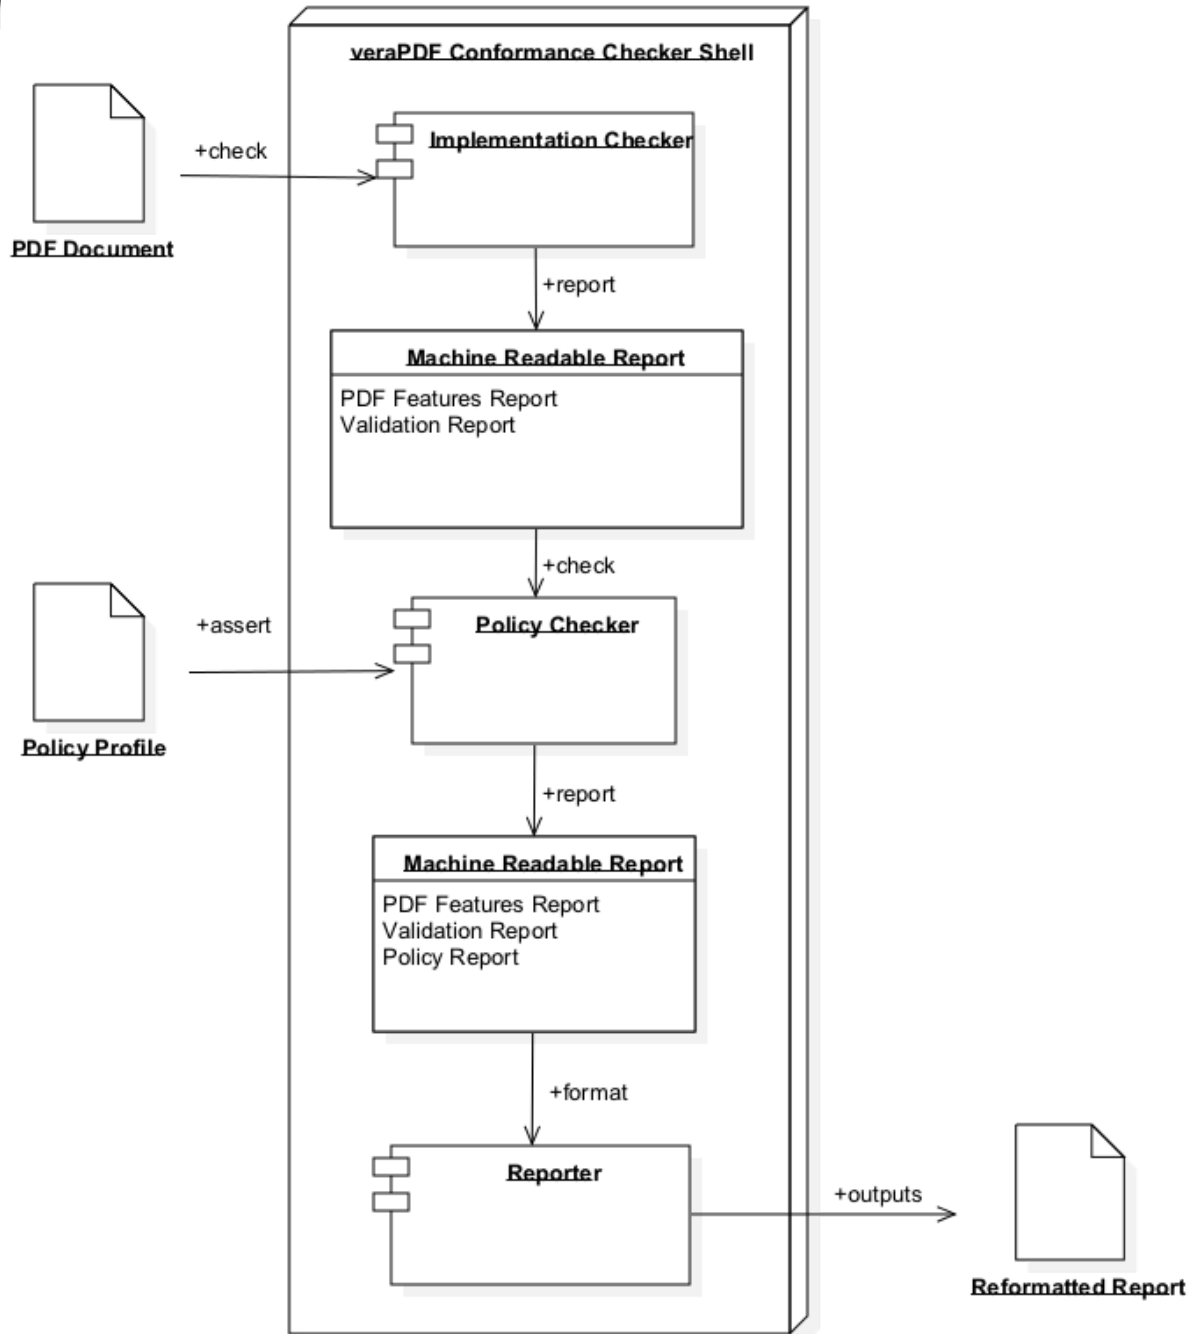 veraPDF Conformance Checker Shell
Implementation Checker
+check
PDF Document
+report
Machine Readable Report
PDF Features Report
Validation Report
+check
Policy Checker
+assert
Policy Profile
+report
Machine Readable Report
PDF Features Report
Validation Report
Policy Report
+format
Reporter
+outputs
Reformatted Report